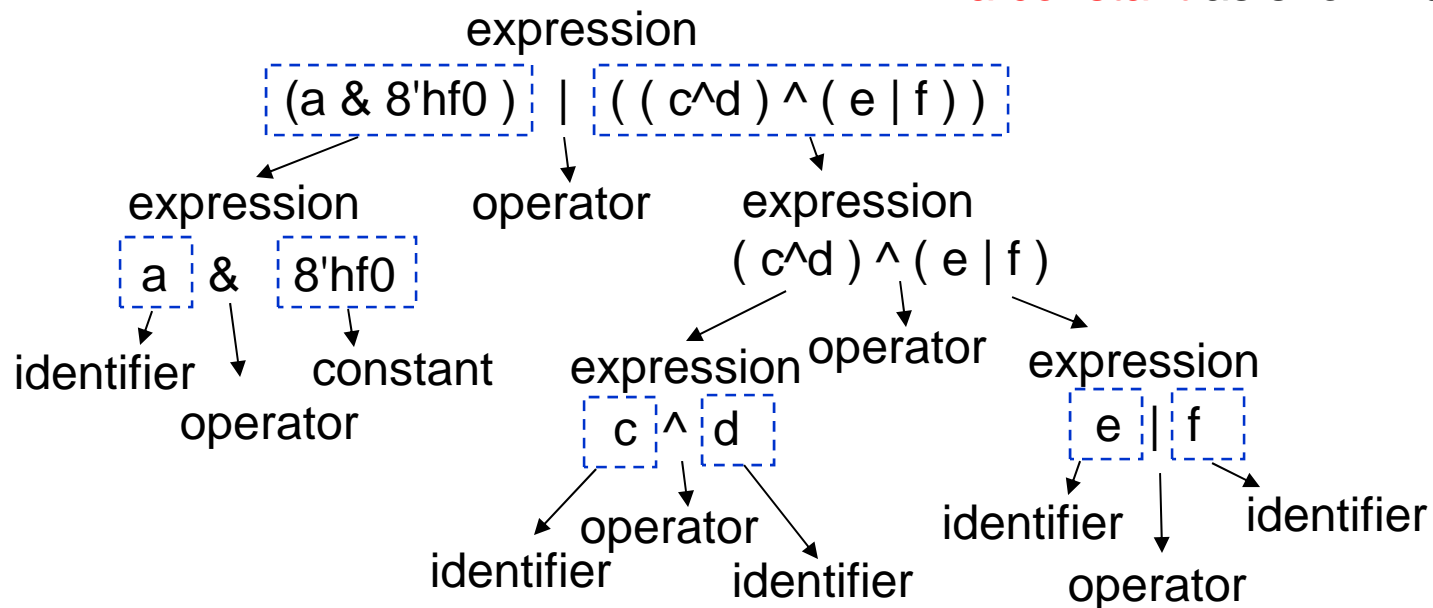 a constant
expression
(a & 8'hf0 ) | ( ( c^d ) ^ ( e | f ) )
expression operator expression
a & 8'hf0
( c^d ) ^ ( e | f )
identifier constant expression operator expression
operator
c ^ d
e | f
identifier operator identifier
identifier operator identifier